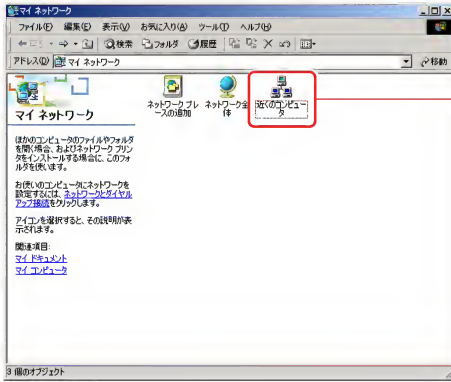 マイ ネットワーク
ファイル(F) 編集(E) 表示(V) お気に入り(A) ツール(T) ヘルプ(H)
検索 フォルダ 履歴
アドレス(D) マイ ネットワーク 移動
マイ ネットワーク
ほかのコンピュータのファイルやフォルダ
を開く場合、およびネットワーク プリン
タをインストールする場合に、このフォ
ルダを使います。
お使いのコンピュータにネットワークを
設定するには、ネットワークとダイヤル
アップ接続をクリックします。
アイコンを選択すると、その説明が表
示されます。
関連項目:
マイ ドキュメント
マイ コンピュータ
ネットワーク プレ
ースの追加
ネットワーク全
体
近くのコンピュー
タ
3 個のオブジェクト